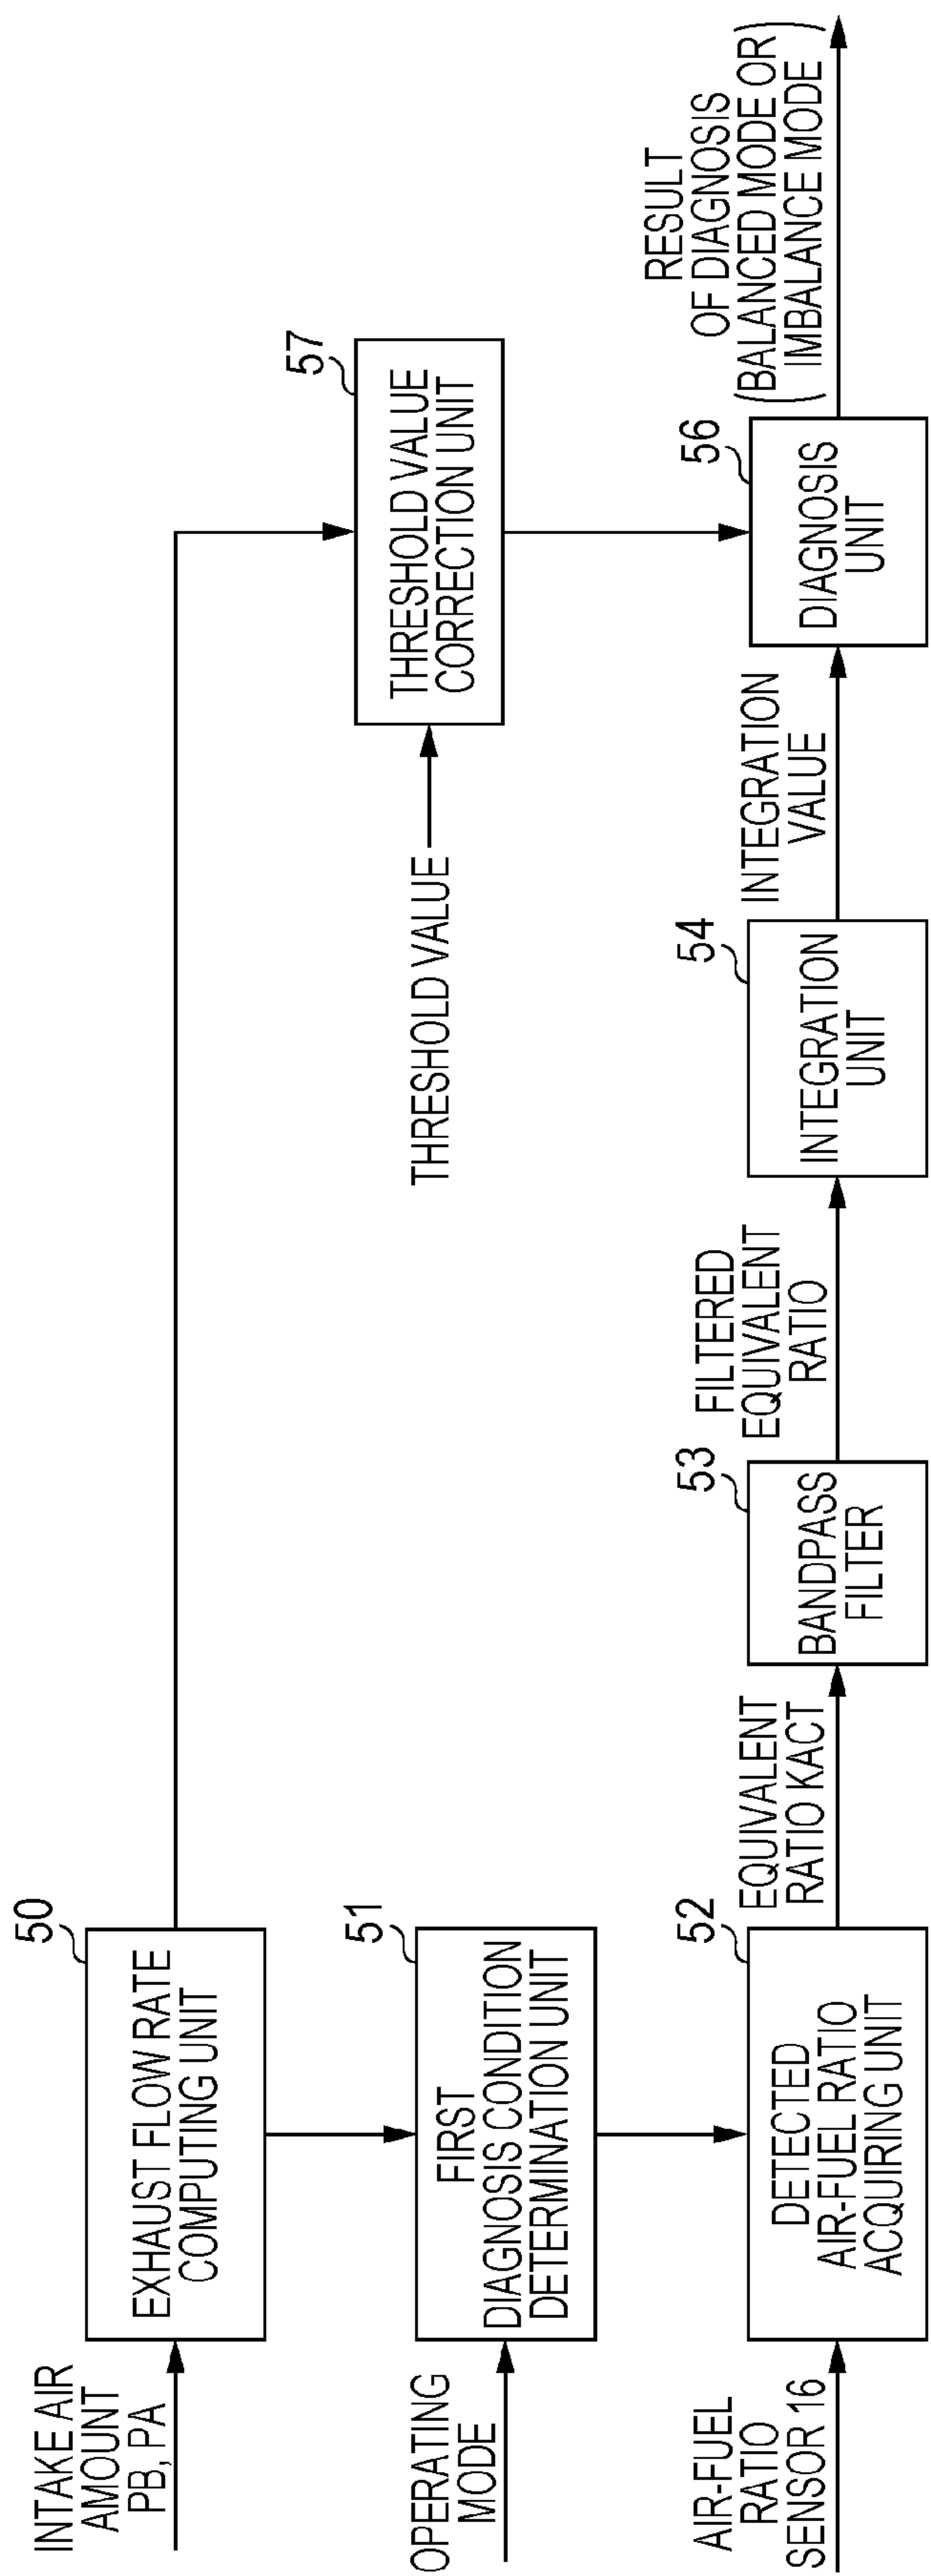 INTAKE AIR
AMOUNT
PB, PA
50
EXHAUST FLOW RATE
COMPUTING UNIT
57
THRESHOLD VALUE
THRESHOLD VALUE
CORRECTION UNIT
OPERATING
MODE
51
FIRST
DIAGNOSIS CONDITION
DETERMINATION UNIT
AIR-FUEL
RATIO
SENSOR 16
52
DETECTED
AIR-FUEL RATIO
ACQUIRING UNIT
EQUIVALENT
RATIO KACT
53
BANDPASS
FILTER
FILTERED
EQUIVALENT
RATIO
54
INTEGRATION
UNIT
INTEGRATION
VALUE
56
DIAGNOSIS
UNIT
RESULT
OF DIAGNOSIS
(BALANCED MODE OR
IMBALANCE MODE)